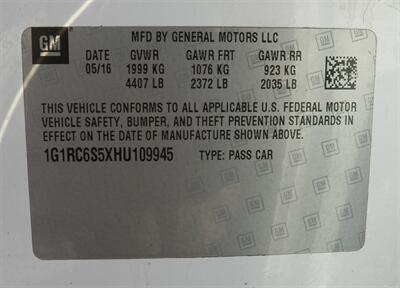 GM
MFD BY GENERAL MOTORS LLC
DATE GVWR GAWR FRT GAWR RR
05/16 1999 KG 1076 KG 923 KG
4407 LB 2372 LB 2035 LB
THIS VEHICLE CONFORMS TO ALL APPLICABLE U.S. FEDERAL MOTOR
VEHICLE SAFETY, BUMPER, AND THEFT PREVENTION STANDARDS IN
EFFECT ON THE DATE OF MANUFACTURE SHOWN ABOVE.
1G1RC6S5XHU109945 TYPE: PASS CAR